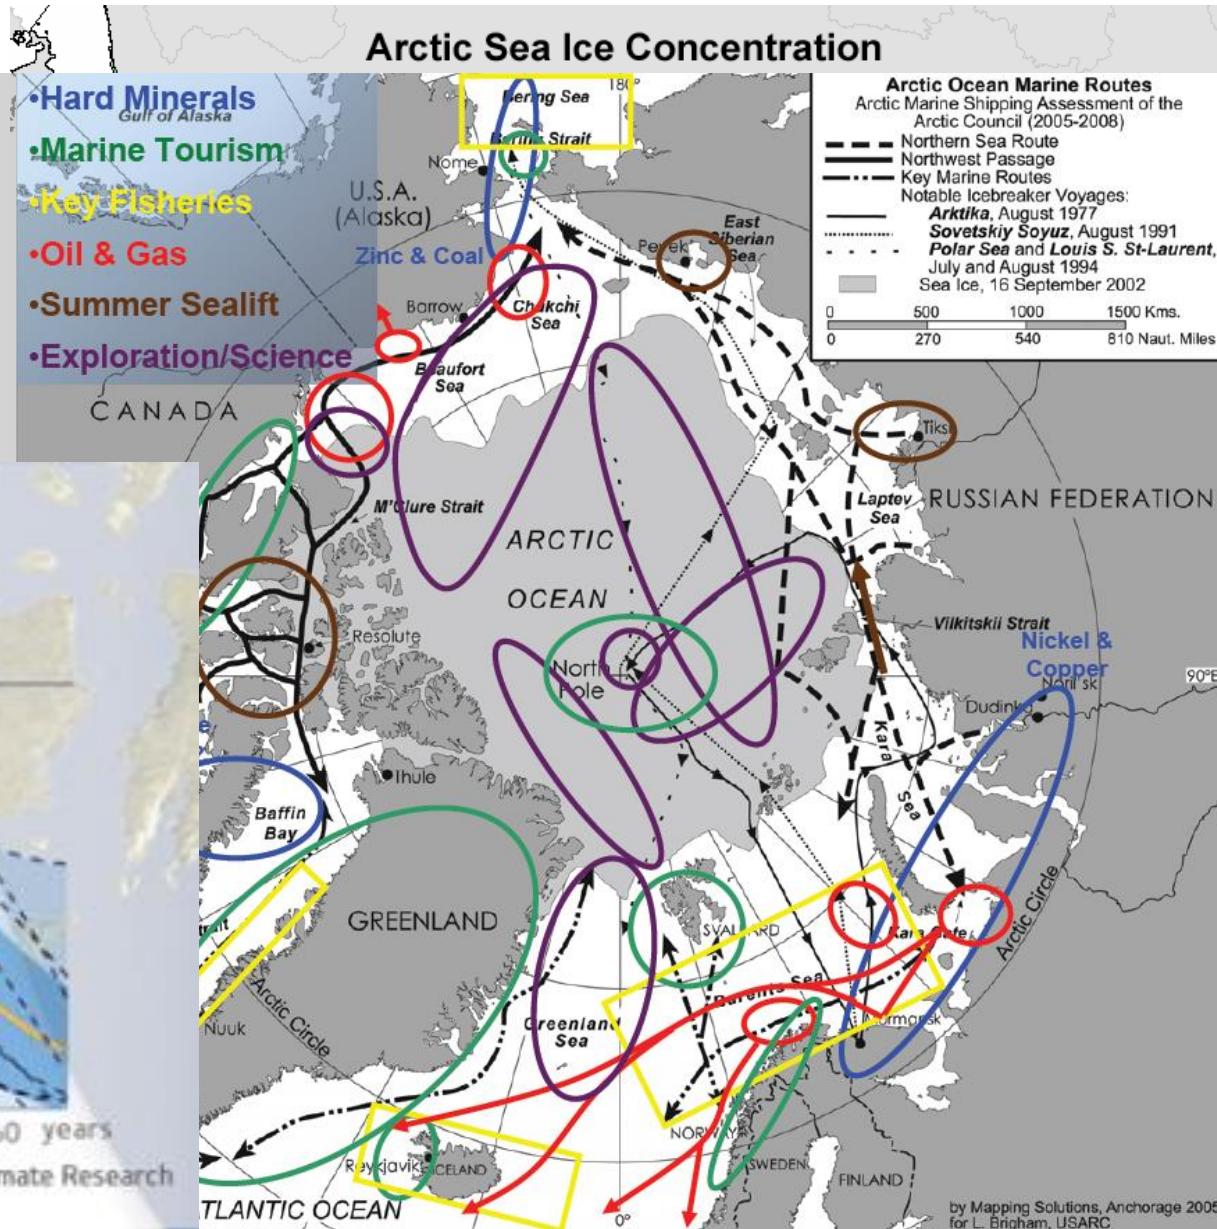 Arctic Sea Ice Concentration
•Hard Minerals
Gulf of Alaska
•Marine Tourism
•Key Fisheries
•Oil & Gas
•Summer Sealift
•Exploration/Science
Arctic Ocean Marine Routes
Arctic Marine Shipping Assessment of the
Arctic Council (2005-2008)
Northern Sea Route
Northwest Passage
Key Marine Routes
Notable Icebreaker Voyages:
Arktika, August 1977
Sovetskiy Soyuz, August 1991
Polar Sea and Louis S. St-Laurent,
July and August 1994
Sea Ice, 16 September 2002
0 500 1000 1500 Kms.
0 270 540 810 Naut. Miles
180°
Bering Sea
Bering Strait
Nome
U.S.A.
(Alaska)
Zinc & Coal
Barrow
Chukchi
Sea
Beaufort
Sea
East
Siberian
Sea
Pevek
CANADA
Tiksi
Laptev
Sea
RUSSIAN FEDERATION
M'Clure Strait
ARCTIC
OCEAN
Resolute
North
Pole
Vilkitskii Strait
Nickel &
Copper
Noril'sk
90°E
Dudinka
Kara
Sea
Thule
Baffin
Bay
GREENLAND
SVALBARD
Kara Gate
Arctic Circle
Barents Sea
Murmansk
Greenland
Sea
Arctic Circle
Nuuk
trait
NORWAY
SWEDEN
FINLAND
Reykjavik
ICELAND
TLANTIC OCEAN
0°
60 years
mate Research
by Mapping Solutions, Anchorage 2005
for L. Brigham, USARC